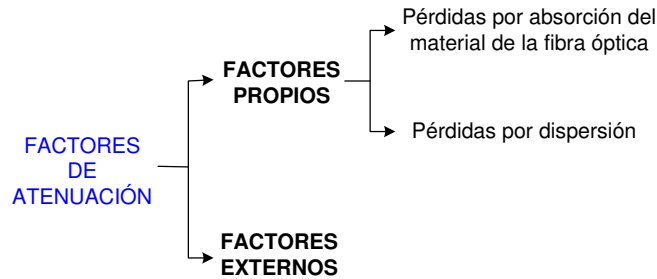 FACTORES
DE
ATENUACIÓN
FACTORES
PROPIOS
Pérdidas por absorción del
material de la fibra óptica
Pérdidas por dispersión
FACTORES
EXTERNOS